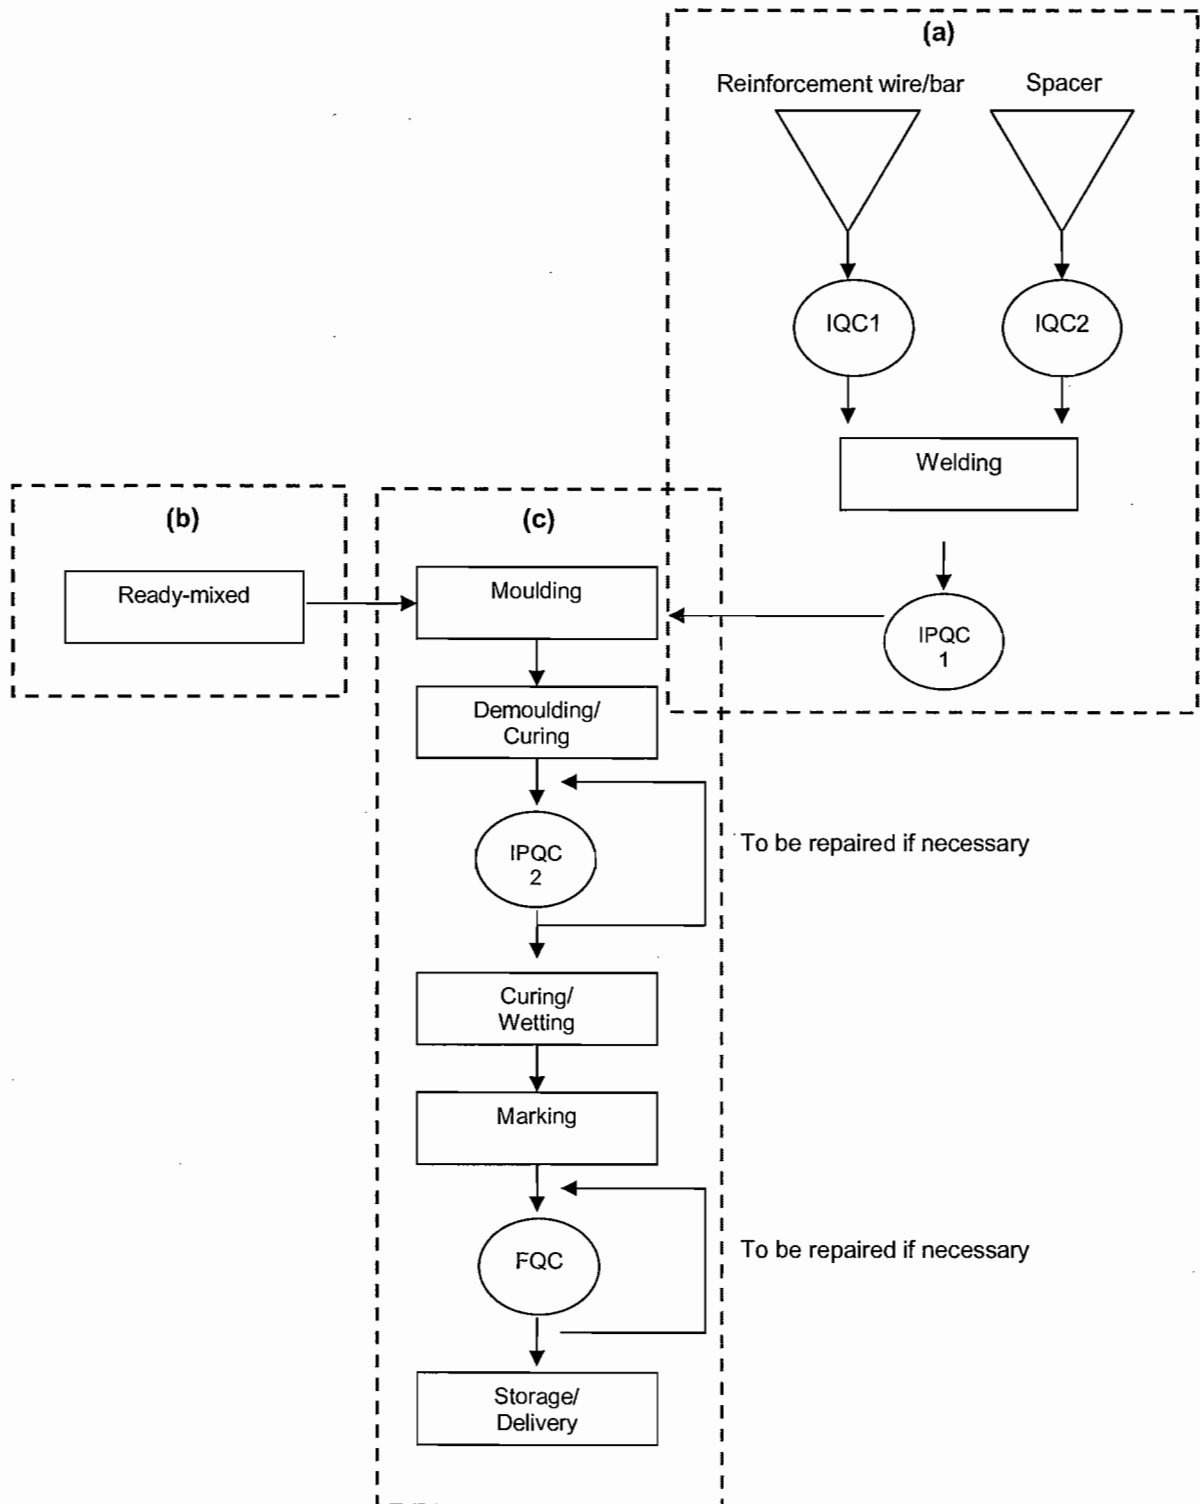 (a)
Reinforcement wire/bar
Spacer
IQC1
IQC2
Welding
(b)
(c)
Ready-mixed
Moulding
IPQC
1
Demoulding/
Curing
IPQC
2
To be repaired if necessary
Curing/
Wetting
Marking
FQC
To be repaired if necessary
Storage/
Delivery